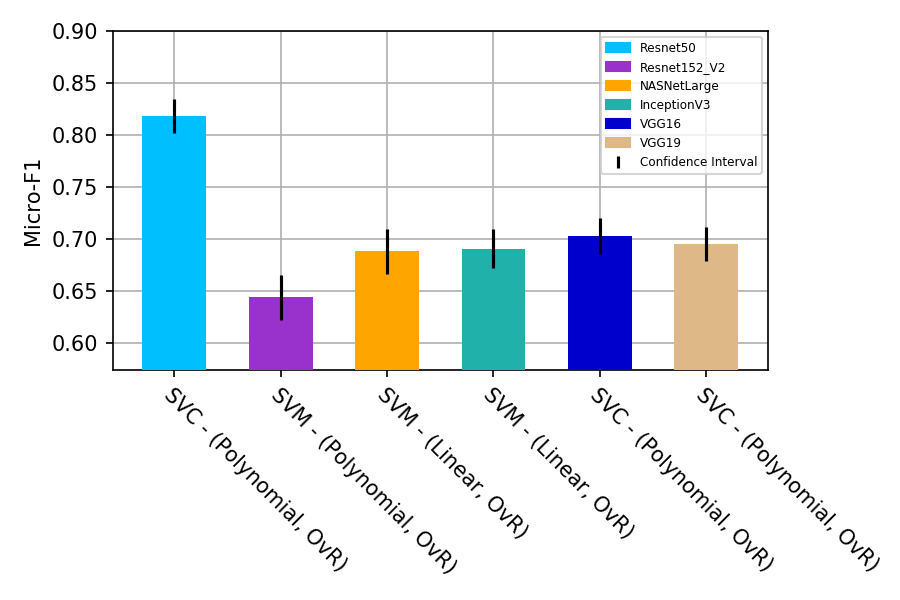 0.90
0.85
0.80
0.75
0.70
0.65
0.60
Micro-F1
Resnet50
Resnet152_V2
NASNetLarge
InceptionV3
VGG16
VGG19
Confidence Interval
SVC - (Polynomial, OvR)
SVM - (Polynomial, OvR)
SVM - (Linear, OvR)
SVM - (Linear, OvR)
SVC - (Polynomial, OvR)
SVC - (Polynomial, OvR)